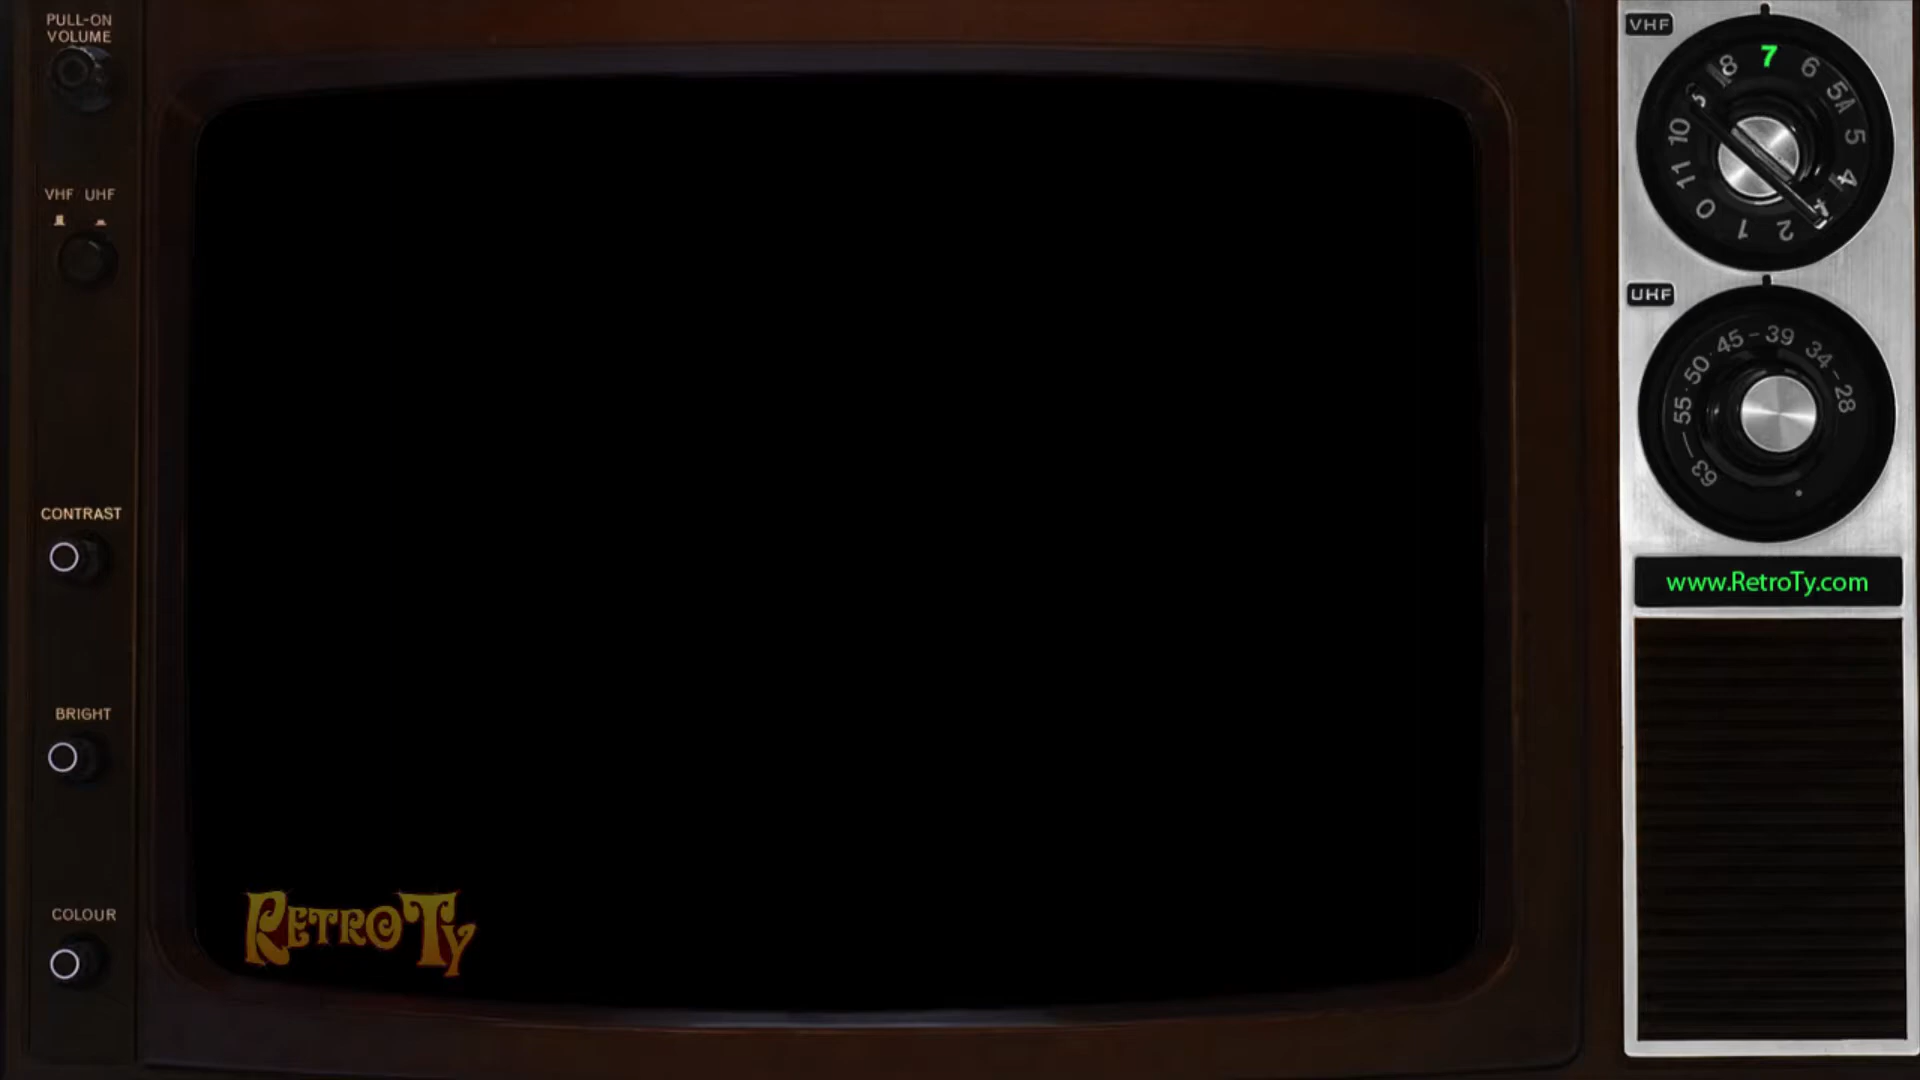 PULL-ON
VOLUME
VHF UHF
CONTRAST
BRIGHT
COLOUR
RETROTY
VHF
8 7 6 5A 5 4 2 1 0 11 10
UHF
63 55 50 45 39 34 28
www.RetroTy.com